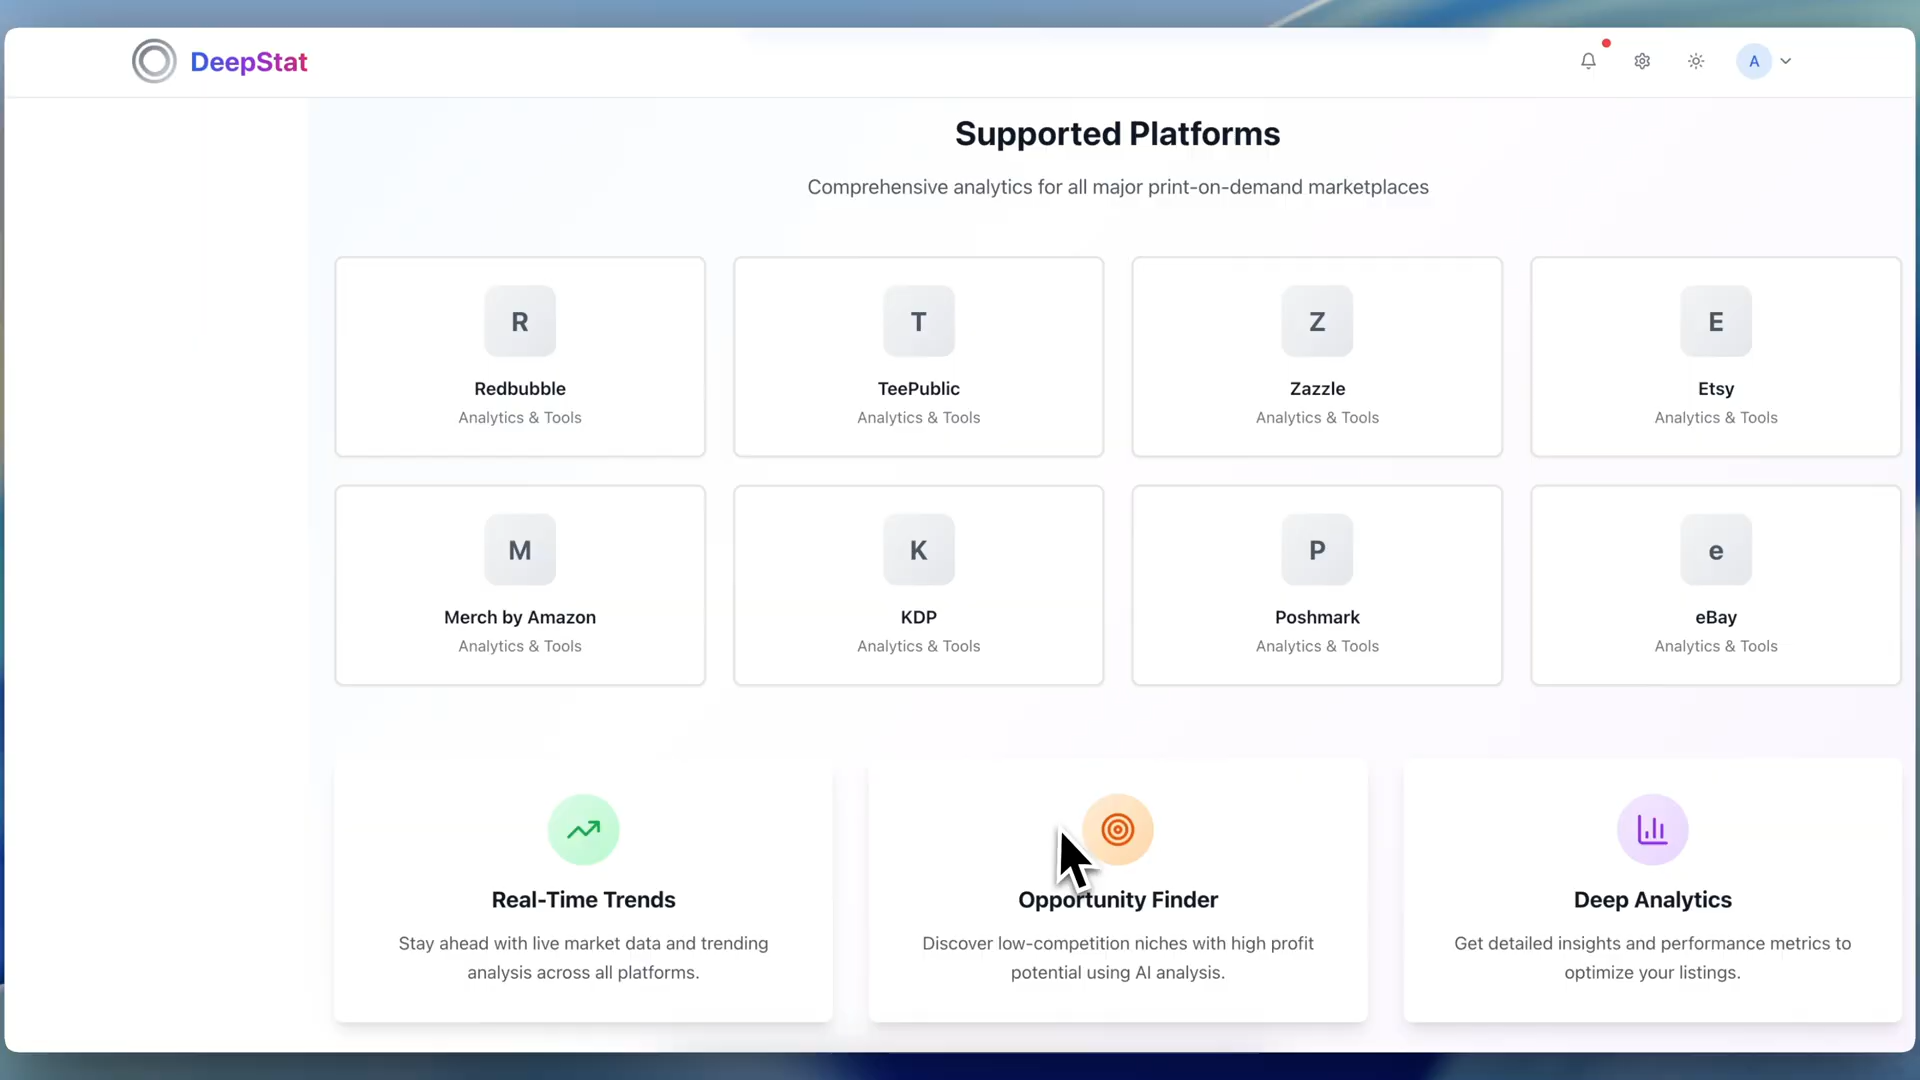 DeepStat
A
Supported Platforms
Comprehensive analytics for all major print-on-demand marketplaces
R
T
Z
E
Redbubble
TeePublic
Zazzle
Etsy
Analytics & Tools
Analytics & Tools
Analytics & Tools
Analytics & Tools
M
K
P
e
Merch by Amazon
KDP
Poshmark
eBay
Analytics & Tools
Analytics & Tools
Analytics & Tools
Analytics & Tools
Real-Time Trends
Stay ahead with live market data and trending
analysis across all platforms.
Opportunity Finder
Discover low-competition niches with high profit
potential using AI analysis.
Deep Analytics
Get detailed insights and performance metrics to
optimize your listings.